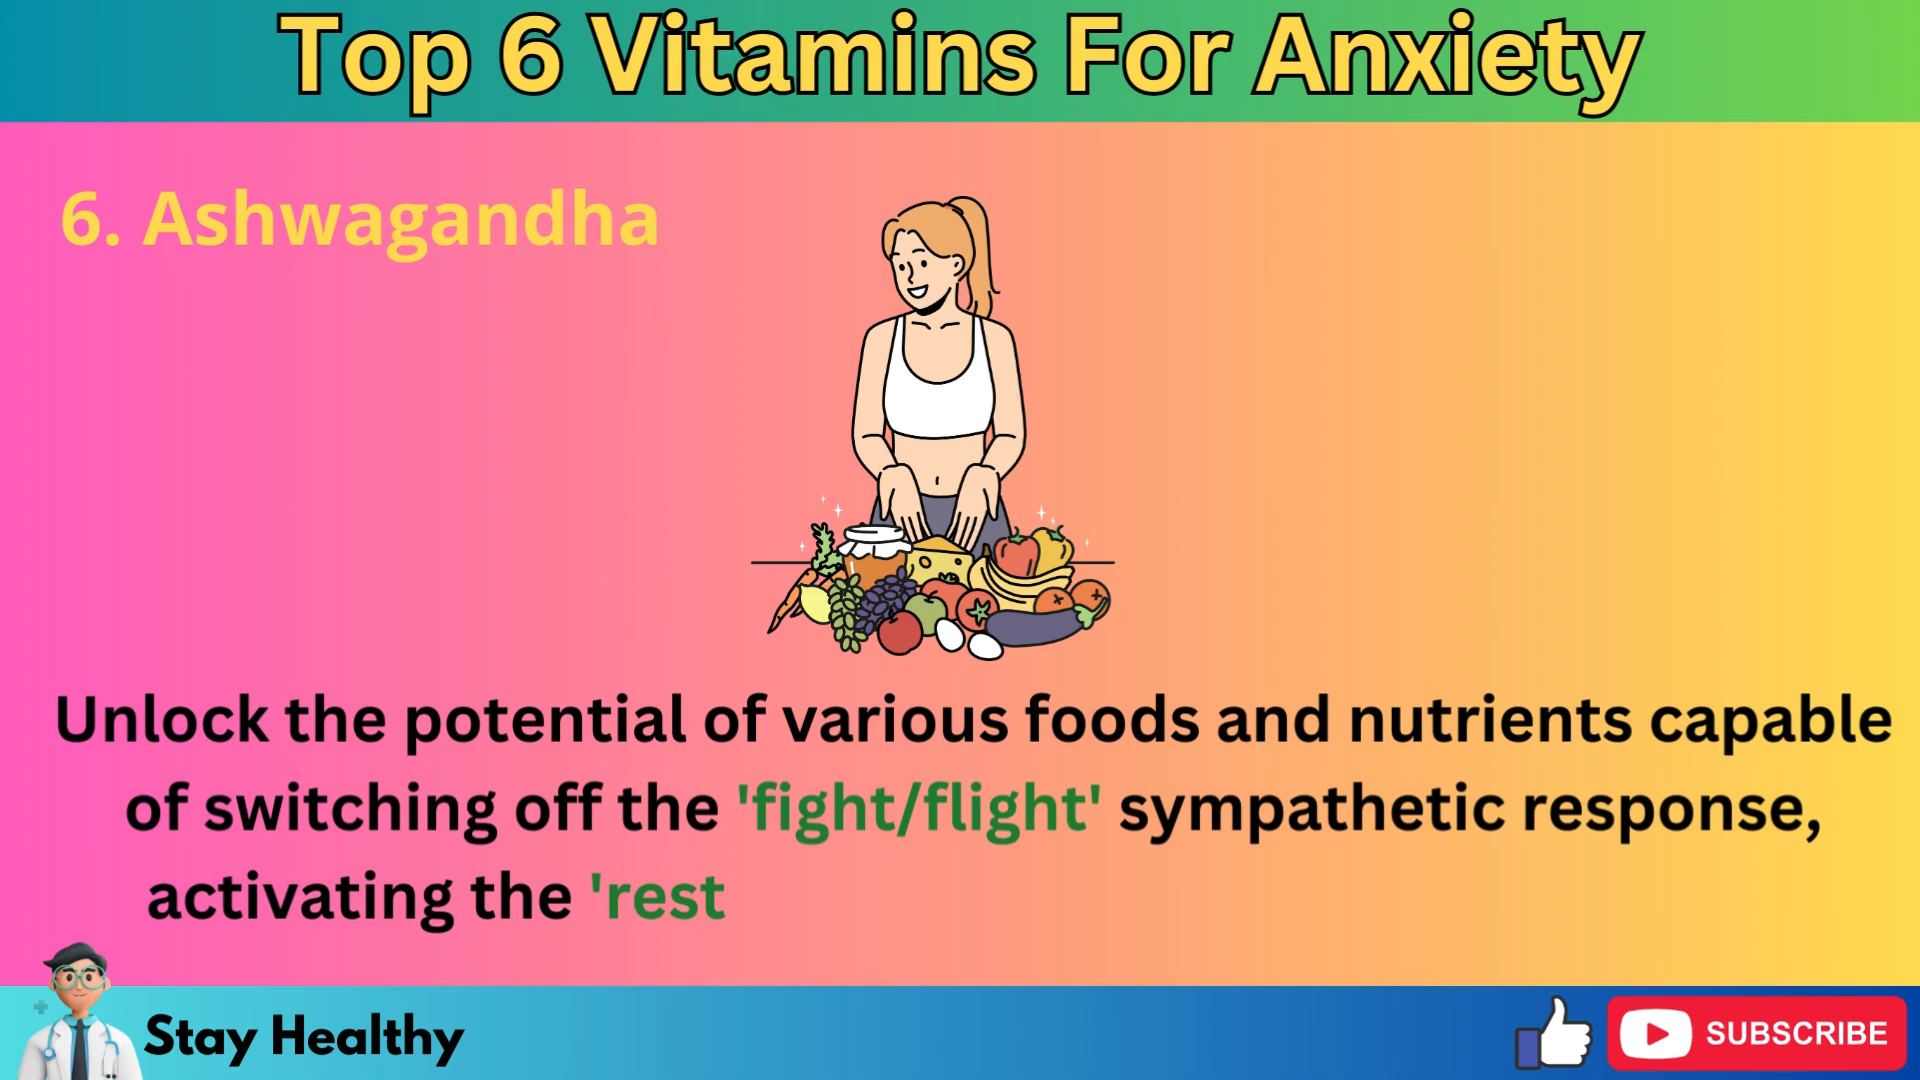 Top 6 Vitamins For Anxiety
6. Ashwagandha
Unlock the potential of various foods and nutrients capable
of switching off the 'fight/flight' sympathetic response,
activating the 'rest
Stay Healthy
SUBSCRIBE